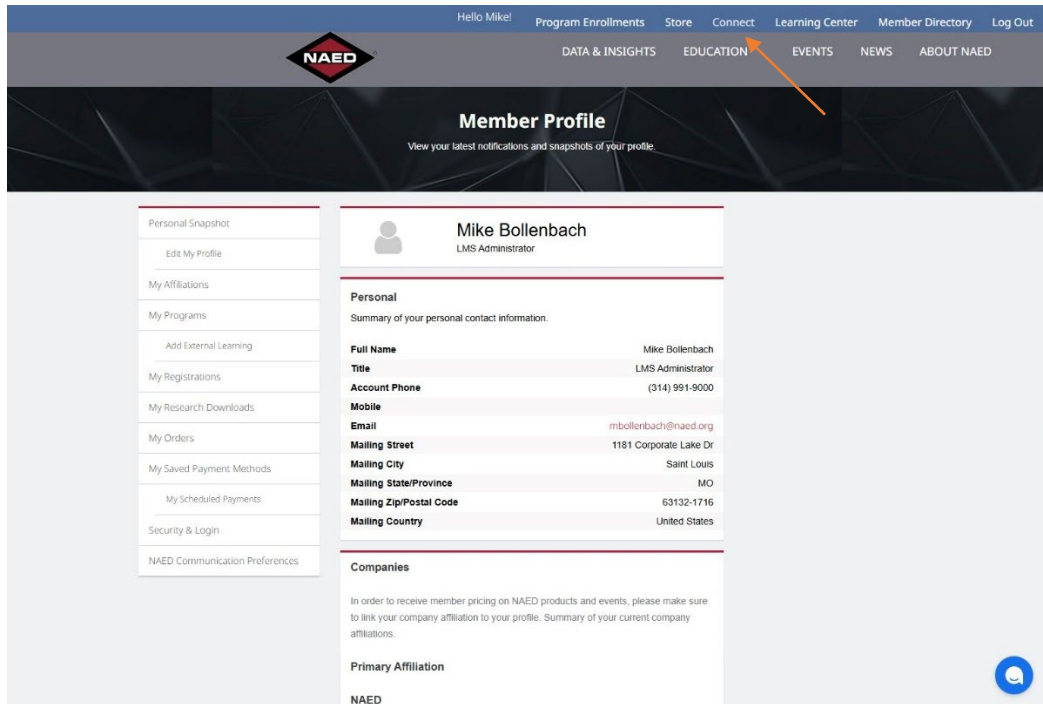 Hello Mike! Program Enrollments Store Connect Learning Center Member Directory Log Out
NAED DATA & INSIGHTS EDUCATION EVENTS NEWS ABOUT NAED
Member Profile
View your latest notifications and snapshots of your profile.
Personal Snapshot
Edit My Profile
My Affiliations
My Programs
Add External Learning
My Registrations
My Research Downloads
My Orders
My Saved Payment Methods
My Scheduled Payments
Security & Login
NAED Communication Preferences
Mike Bollenbach
LMS Administrator
Personal
Summary of your personal contact information.
Full Name Mike Bollenbach
Title LMS Administrator
Account Phone (314) 991-9000
Mobile
Email mbollenbach@naed.org
Mailing Street 1181 Corporate Lake Dr
Mailing City Saint Louis
Mailing State/Province MO
Mailing Zip/Postal Code 63132-1716
Mailing Country United States
Companies
In order to receive member pricing on NAED products and events, please make sure
to link your company affiliation to your profile. Summary of your current company
affiliations.
Primary Affiliation
NAED